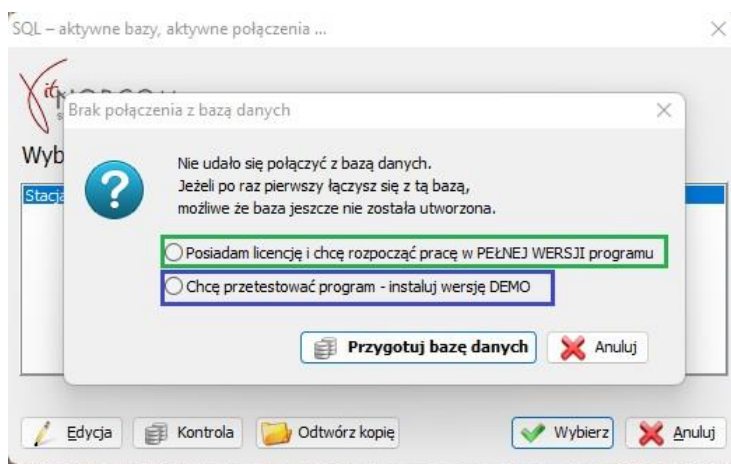 SQL – aktywne bazy, aktywne połączenia ...
Brak połączenia z bazą danych
Nie udało się połączyć z bazą danych.
Jeżeli po raz pierwszy łączysz się z tą bazą,
możliwe że baza jeszcze nie została utworzona.
Posiadam licencję i chcę rozpocząć pracę w PEŁNEJ WERSJI programu
Chcę przetestować program - instaluj wersję DEMO
Przygotuj bazę danych
Anuluj
Edycja
Kontrola
Odtwórz kopię
Wybierz
Anuluj